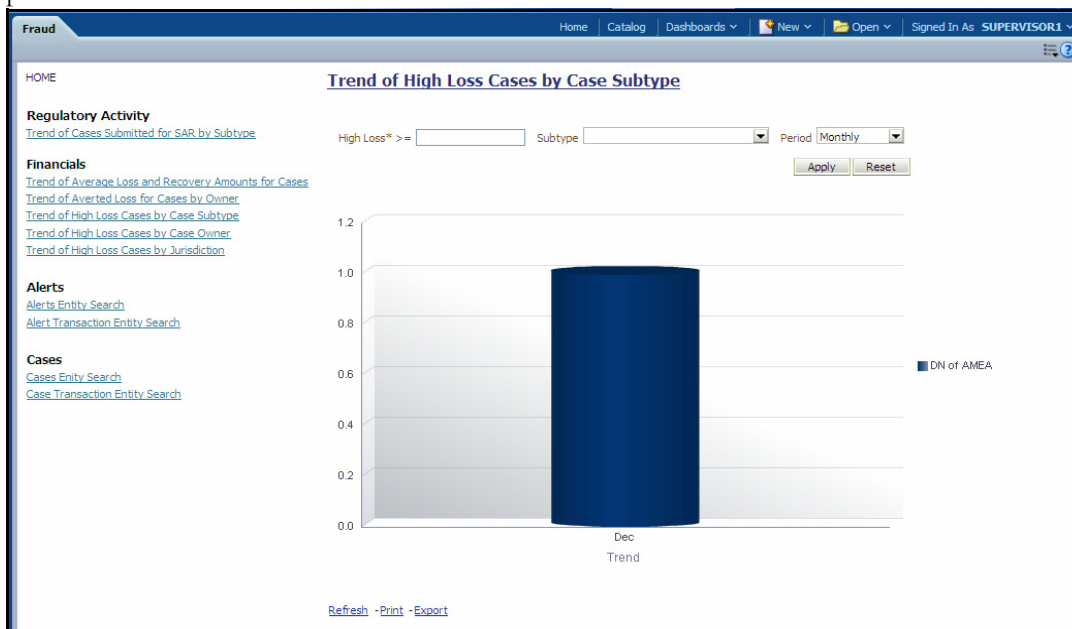 Fraud
Home
Catalog
Dashboards
New
Open
Signed In As SUPERVISOR1
HOME
Regulatory Activity
Trend of Cases Submitted for SAR by Subtype
Financials
Trend of Average Loss and Recovery Amounts for Cases
Trend of Averted Loss for Cases by Owner
Trend of High Loss Cases by Case Subtype
Trend of High Loss Cases by Case Owner
Trend of High Loss Cases by Jurisdiction
Alerts
Alerts Entity Search
Alert Transaction Entity Search
Cases
Cases Enity Search
Case Transaction Entity Search
Trend of High Loss Cases by Case Subtype
High Loss* >=
Subtype
Period Monthly
Apply
Reset
1.2
1.0
0.8
0.6
0.4
0.2
0.0
Dec
Trend
DN of AMEA
Refresh - Print - Export